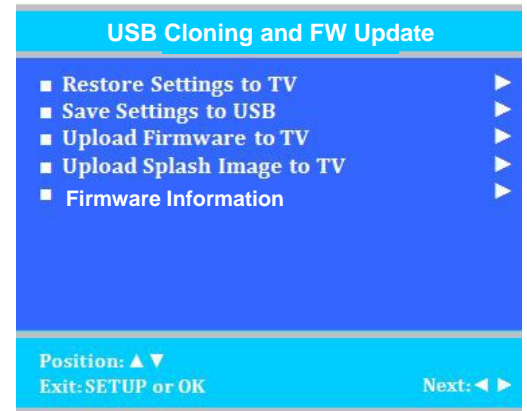 USB Cloning and FW Update
■ Restore Settings to TV ▶
■ Save Settings to USB ▶
■ Upload Firmware to TV ▶
■ Upload Splash Image to TV ▶
■ Firmware Information ▶
Position: ▲ ▼
Exit: SETUP or OK Next: ◀ ▶